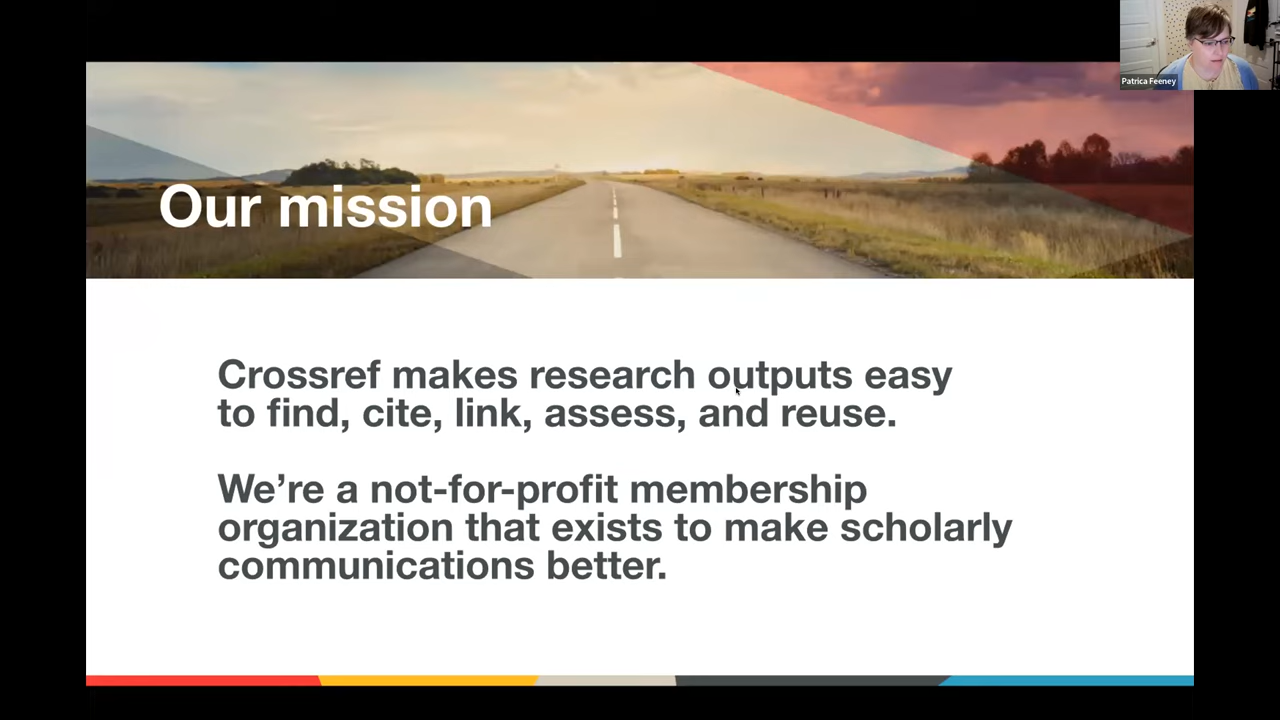 Patrica Feeney
Our mission
Crossref makes research outputs easy
to find, cite, link, assess, and reuse.
We’re a not-for-profit membership
organization that exists to make scholarly
communications better.